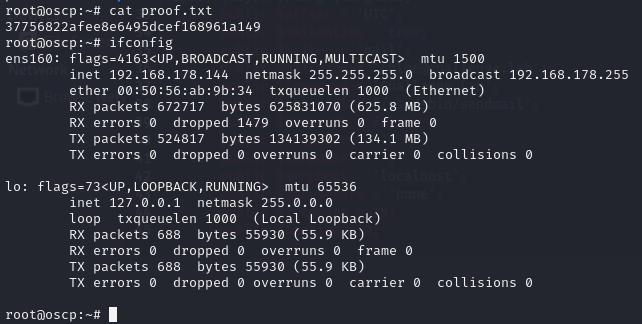 root@oscp:~# cat proof.txt
37756822afee8e6495dcef168961a149
root@oscp:~# ifconfig
ens160: flags=4163<UP,BROADCAST,RUNNING,MULTICAST>  mtu 1500
        inet 192.168.178.144  netmask 255.255.255.0  broadcast 192.168.178.255
        ether 00:50:56:ab:9b:34  txqueuelen 1000  (Ethernet)
        RX packets 672717  bytes 625831070 (625.8 MB)
        RX errors 0  dropped 1479  overruns 0  frame 0
        TX packets 524817  bytes 134139302 (134.1 MB)
        TX errors 0  dropped 0 overruns 0  carrier 0  collisions 0

lo: flags=73<UP,LOOPBACK,RUNNING>  mtu 65536
        inet 127.0.0.1  netmask 255.0.0.0
        loop  txqueuelen 1000  (Local Loopback)
        RX packets 688  bytes 55930 (55.9 KB)
        RX errors 0  dropped 0  overruns 0  frame 0
        TX packets 688  bytes 55930 (55.9 KB)
        TX errors 0  dropped 0 overruns 0  carrier 0  collisions 0

root@oscp:~#